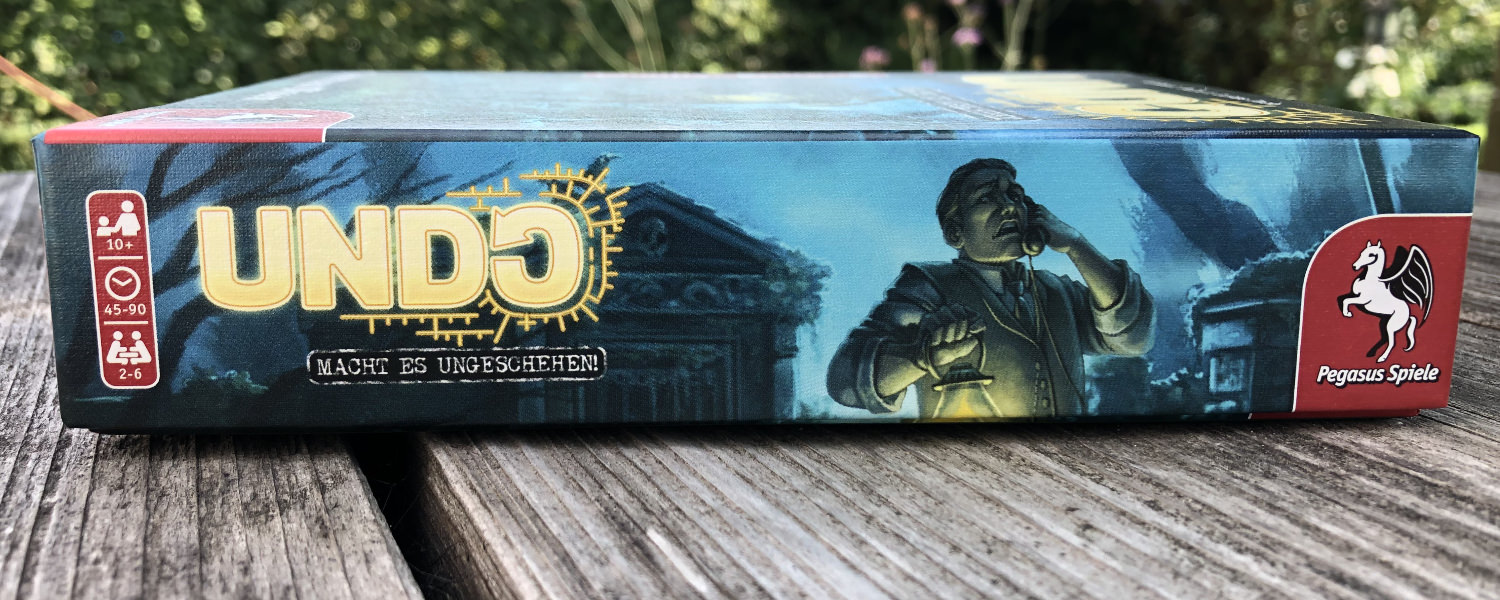 10+
45-90
2-6
UNDO
MACHT ES UNGESCHEHEN!
Pegasus Spiele